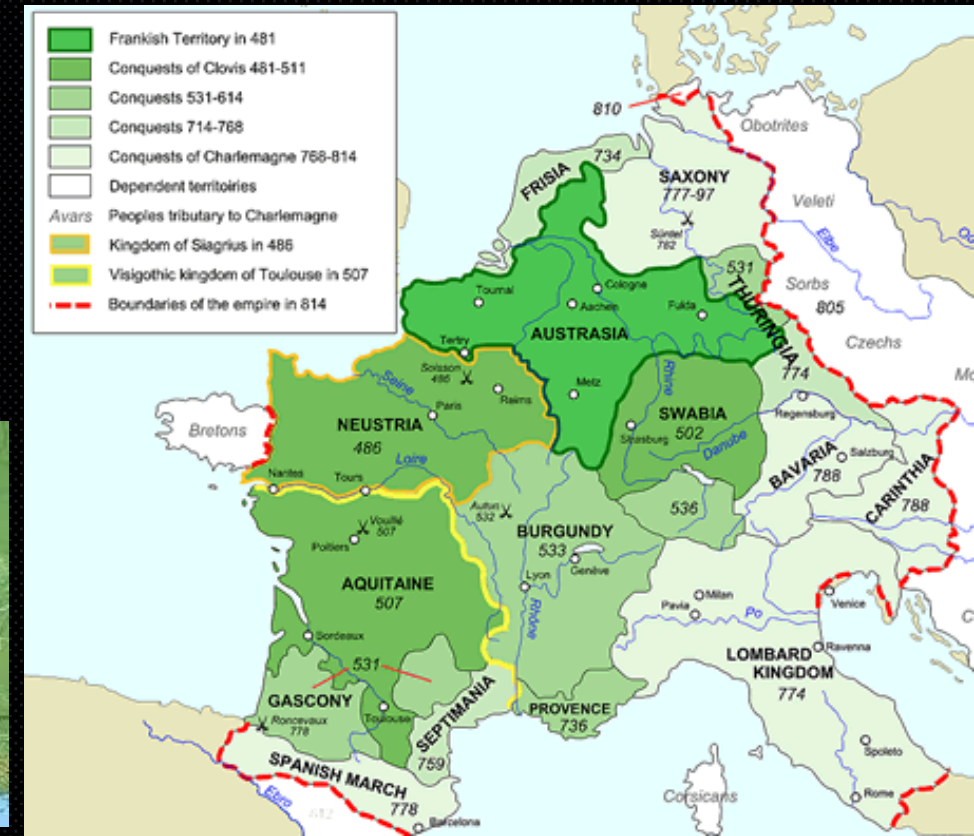 Frankish Territory in 481
Conquests of Clovis 481-511
Conquests 531-614
Conquests 714-768
Conquests of Charlemagne 768-814
Dependent territoiries
Avars Peoples tributary to Charlemagne
Kingdom of Siagrius in 486
Visigothic kingdom of Toulouse in 507
Boundaries of the empire in 814
810
Obotrites
734
FRISIA
SAXONY
777-97
Veleti
Süntel
782
Elbe
531
Sorbs
805
THURINGIA
Tournai
Cologne
Aachen
Fulda
AUSTRASIA
Czechs
Tertry
Soisson
486
774
Seine
Metz
Rhine
Reims
Paris
SWABIA
502
Regensburg
Strasburg
Danube
NEUSTRIA
486
Bretons
Salzburg
BAVARIA
788
CARINTHIA
788
Loire
Nantes
Tours
Autun
532
536
Vouillé
507
Poitiers
BURGUNDY
533
Genève
Lyon
AQUITAINE
507
Rhône
Milan
Pavia
Po
Venice
Bordeaux
Ravenna
531
LOMBARD
KINGDOM
774
GASCONY
Toulouse
SEPTIMANIA
759
PROVENCE
736
Roncevaux
778
Spoleto
SPANISH MARCH
778
Ebro
Corsicans
Rome
Barcelona